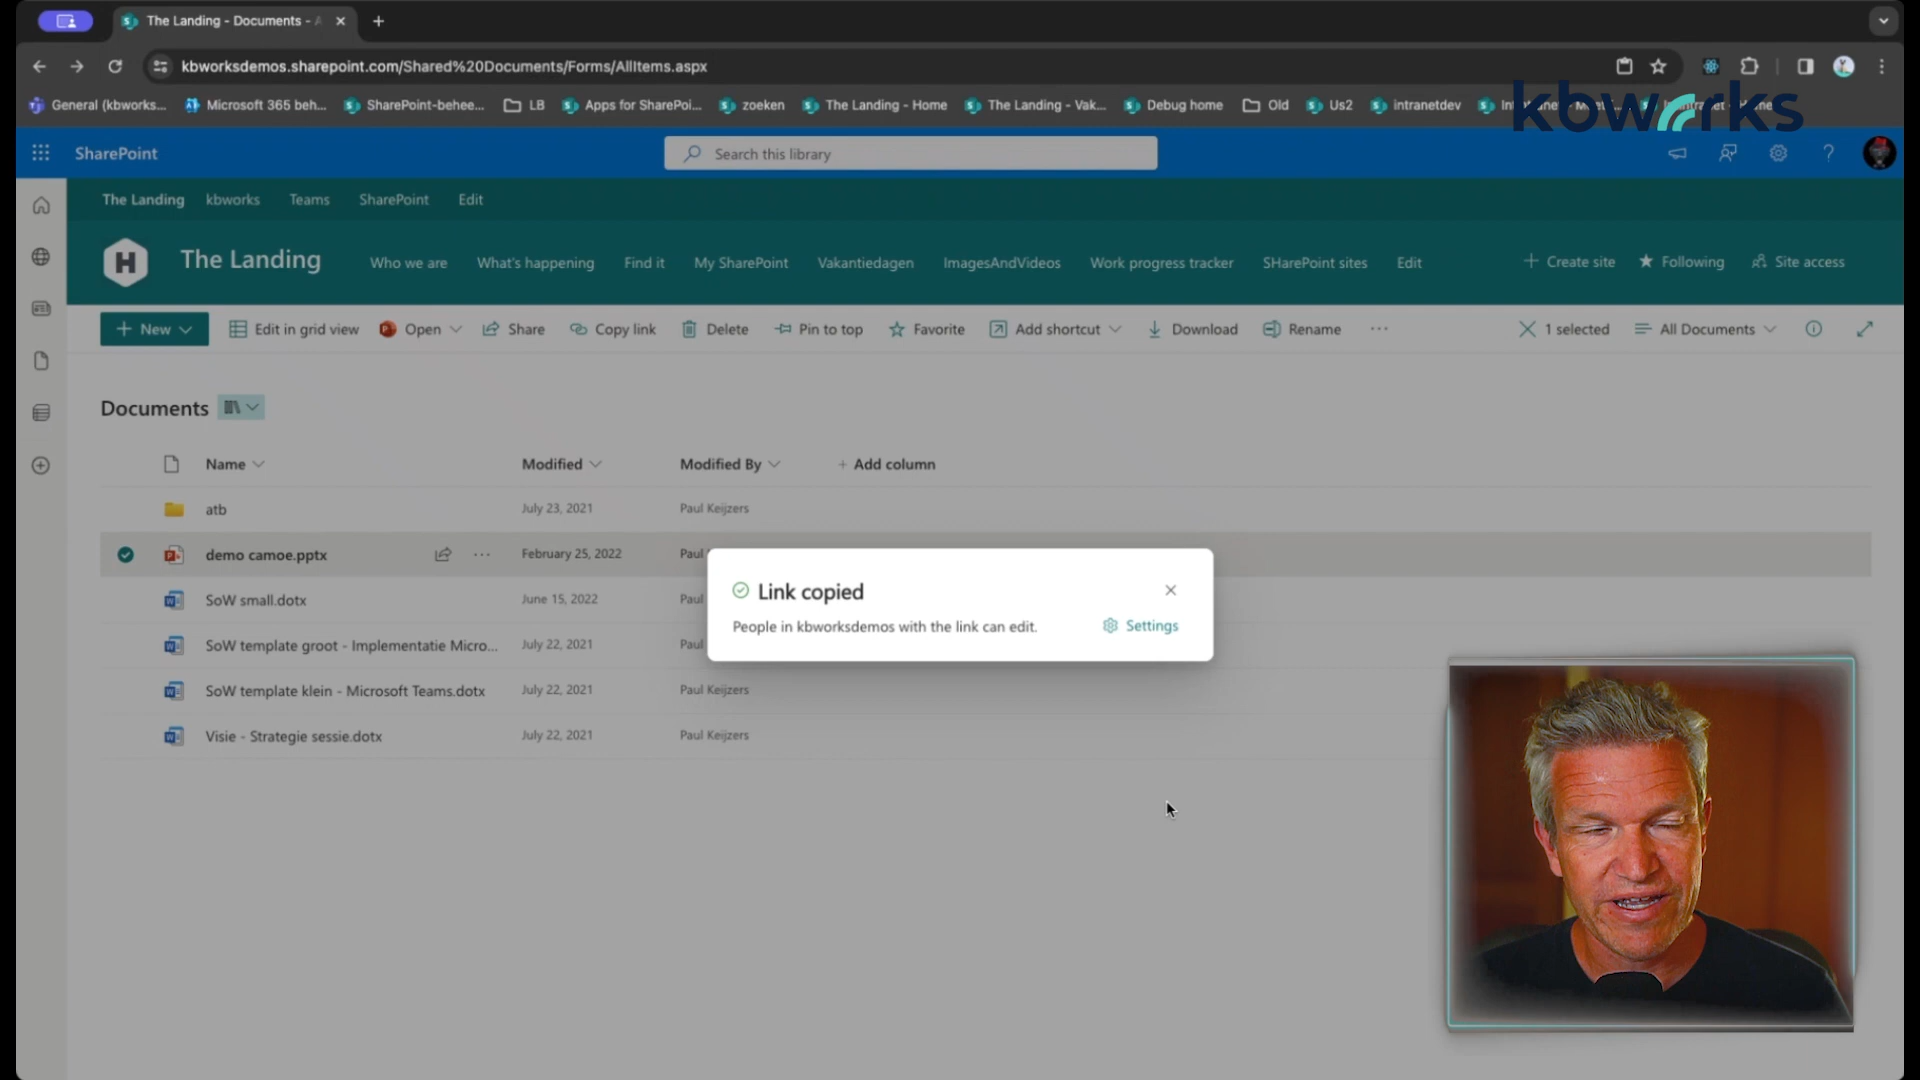 The Landing - Documents - A
kbworksdemos.sharepoint.com/Shared%20Documents/Forms/AllItems.aspx
General (kbworks... Microsoft 365 beh... SharePoint-behee... LB Apps for SharePoi... zoeken The Landing - Home The Landing - Vak... Debug home Old Us2 intranetdev
kbworks
SharePoint Search this library ?
The Landing kbworks Teams SharePoint Edit
H The Landing Who we are What's happening Find it My SharePoint Vakantiedagen ImagesAndVideos Work progress tracker SHarePoint sites Edit + Create site Following Site access
+ New Edit in grid view Open Share Copy link Delete Pin to top Favorite Add shortcut Download Rename ... 1 selected All Documents
Documents
Name Modified Modified By + Add column
atb July 23, 2021 Paul Keijzers
demo camoe.pptx ... February 25, 2022 Paul
SoW small.dotx June 15, 2022 Paul
SoW template groot - Implementatie Micro... July 22, 2021 Paul
SoW template klein - Microsoft Teams.dotx July 22, 2021 Paul Keijzers
Visie - Strategie sessie.dotx July 22, 2021 Paul Keijzers
Link copied
People in kbworksdemos with the link can edit. Settings